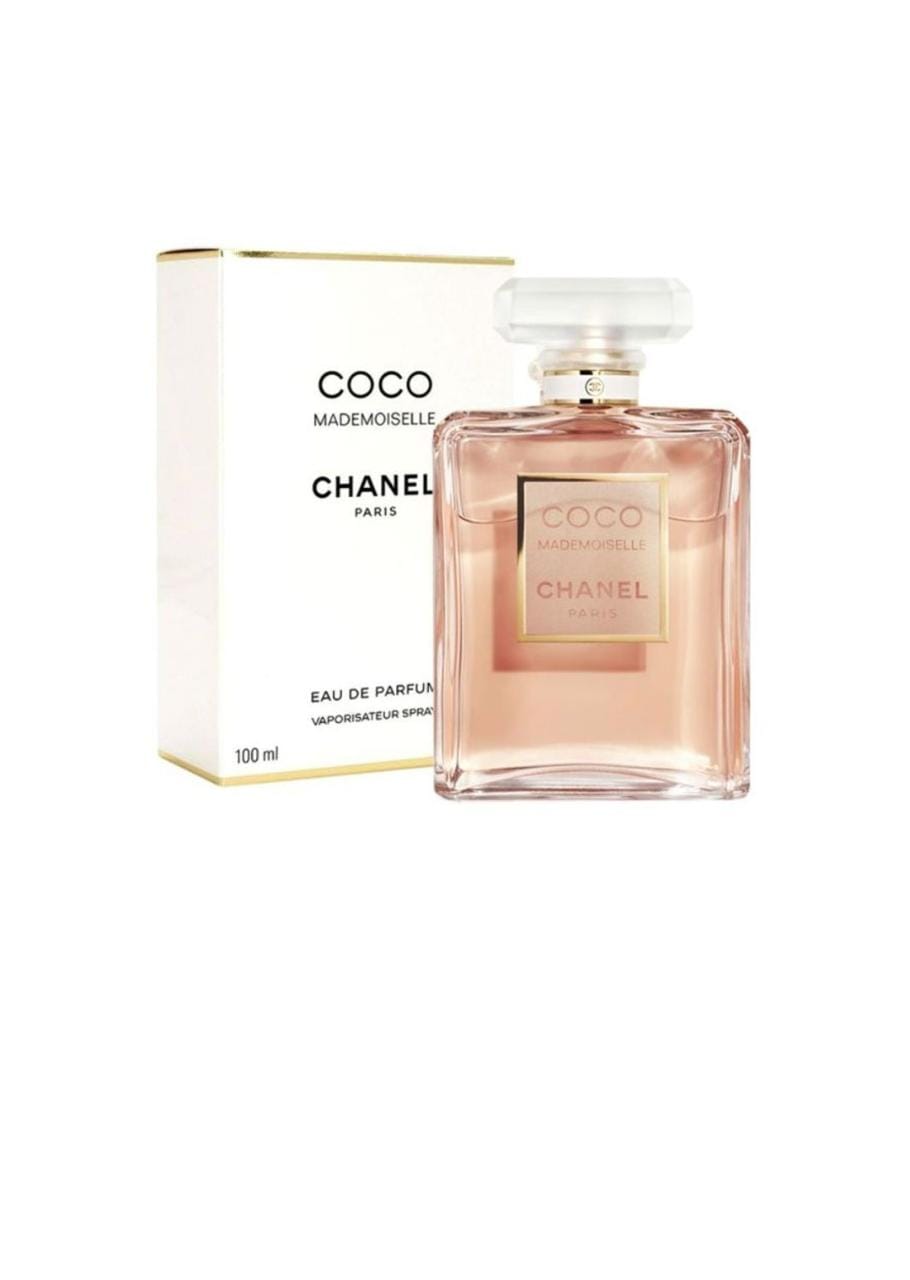 COCO
MADEMOISELLE
CHANEL
PARIS
EAU DE PARFUM
VAPORISATEUR SPRAY
100 ml
COCO
MADEMOISELLE
CHANEL
PARIS